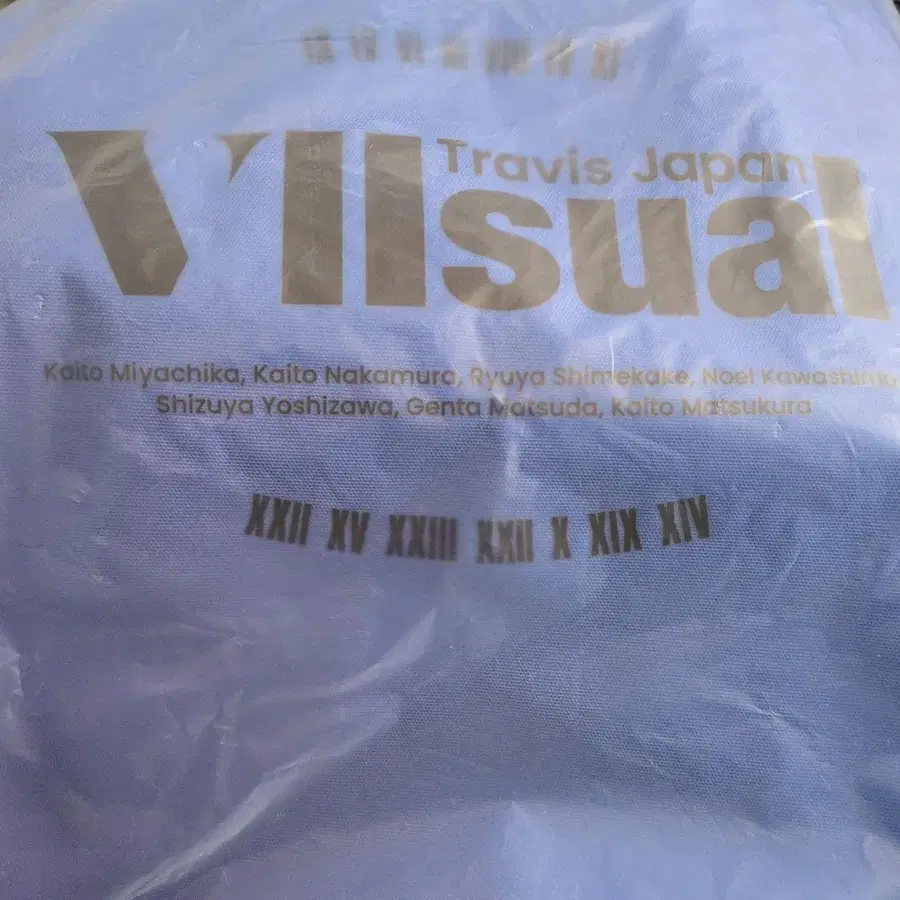 Travis Japan
VIIsual
Kaito Miyachika, Kaito Nakamura, Ryuya Shimekake, Noel Kawashima
Shizuya Yoshizawa, Genta Matsuda, Kaito Matsukura
XXII XV XXIII XXII X XIX XIV